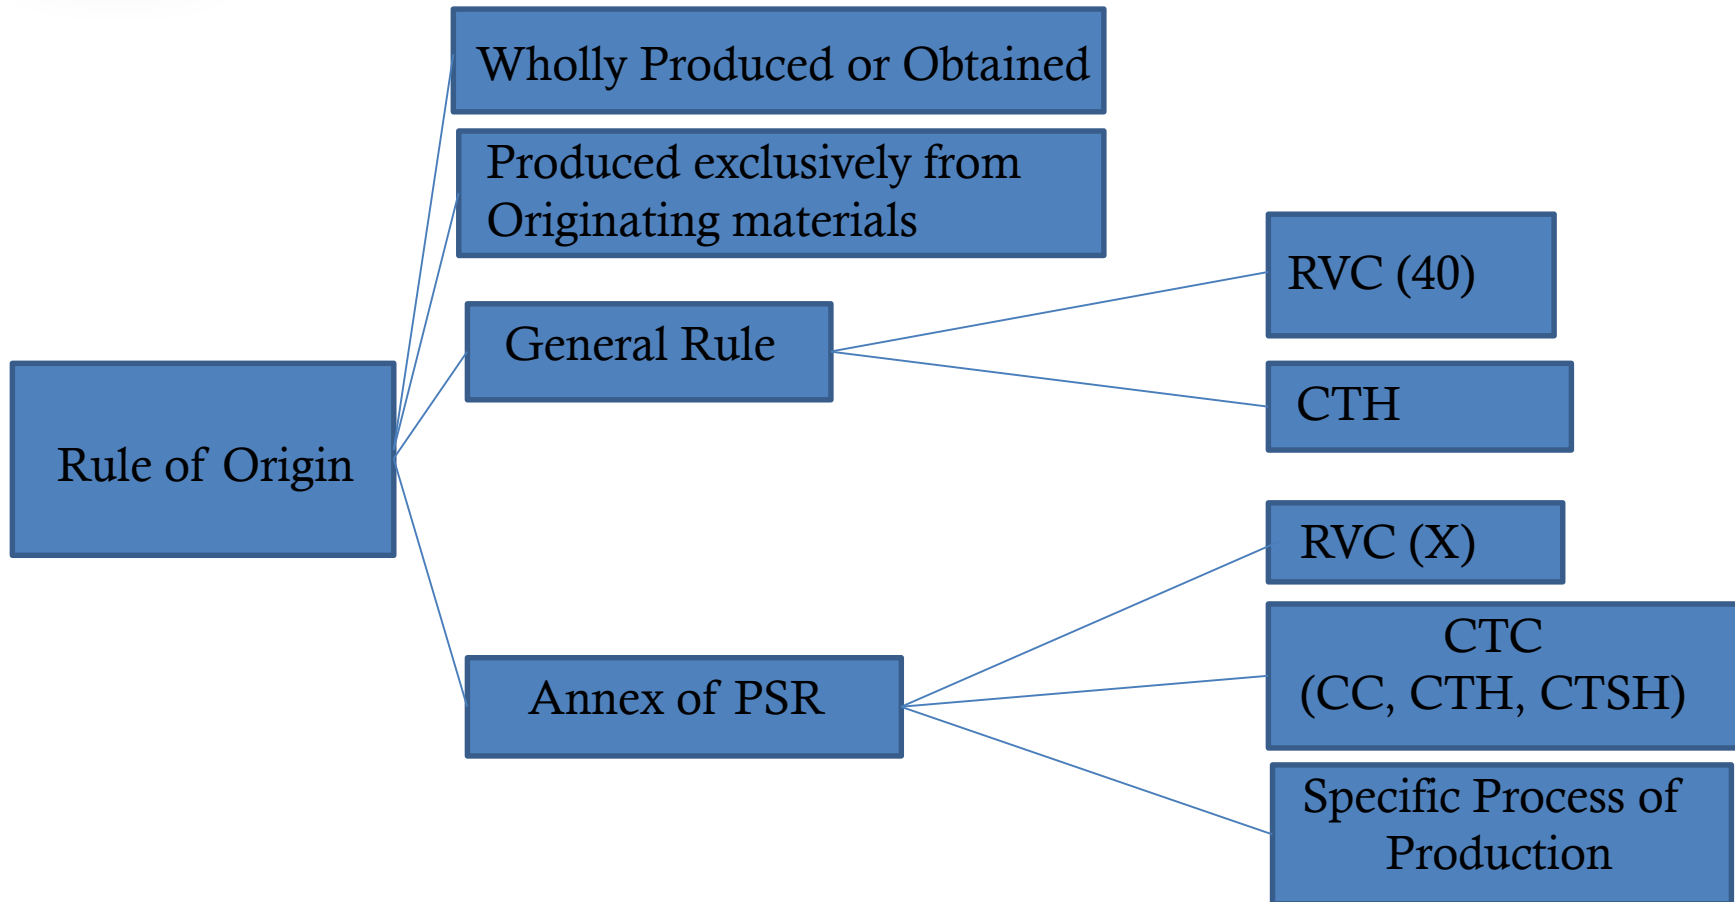 Wholly Produced or Obtained
Produced exclusively from
Originating materials
RVC (40)
General Rule
CTH
Rule of Origin
RVC (X)
CTC
(CC, CTH, CTSH)
Annex of PSR
Specific Process of
Production